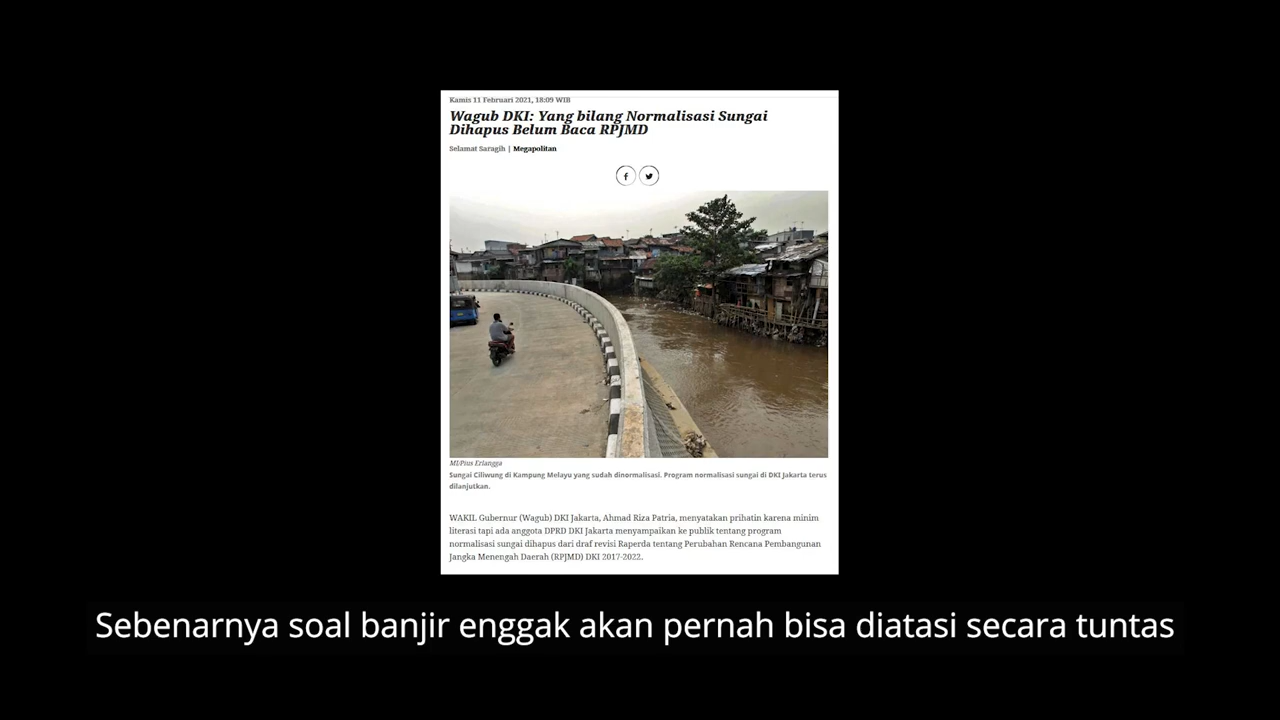 Kamis 11 Februari 2021, 18:09 WIB
Wagub DKI: Yang bilang Normalisasi Sungai
Dihapus Belum Baca RPJMD
Selamat Saragih | Megapolitan
MI/Pius Erlangga
Sungai Ciliwung di Kampung Melayu yang sudah dinormalisasi. Program normalisasi sungai di DKI Jakarta terus
dilanjutkan.
WAKIL Gubernur (Wagub) DKI Jakarta, Ahmad Riza Patria, menyatakan prihatin karena minim
literasi tapi ada anggota DPRD DKI Jakarta menyampaikan ke publik tentang program
normalisasi sungai dihapus dari draf revisi Raperda tentang Perubahan Rencana Pembangunan
Jangka Menengah Daerah (RPJMD) DKI 2017-2022.
Sebenarnya soal banjir enggak akan pernah bisa diatasi secara tuntas